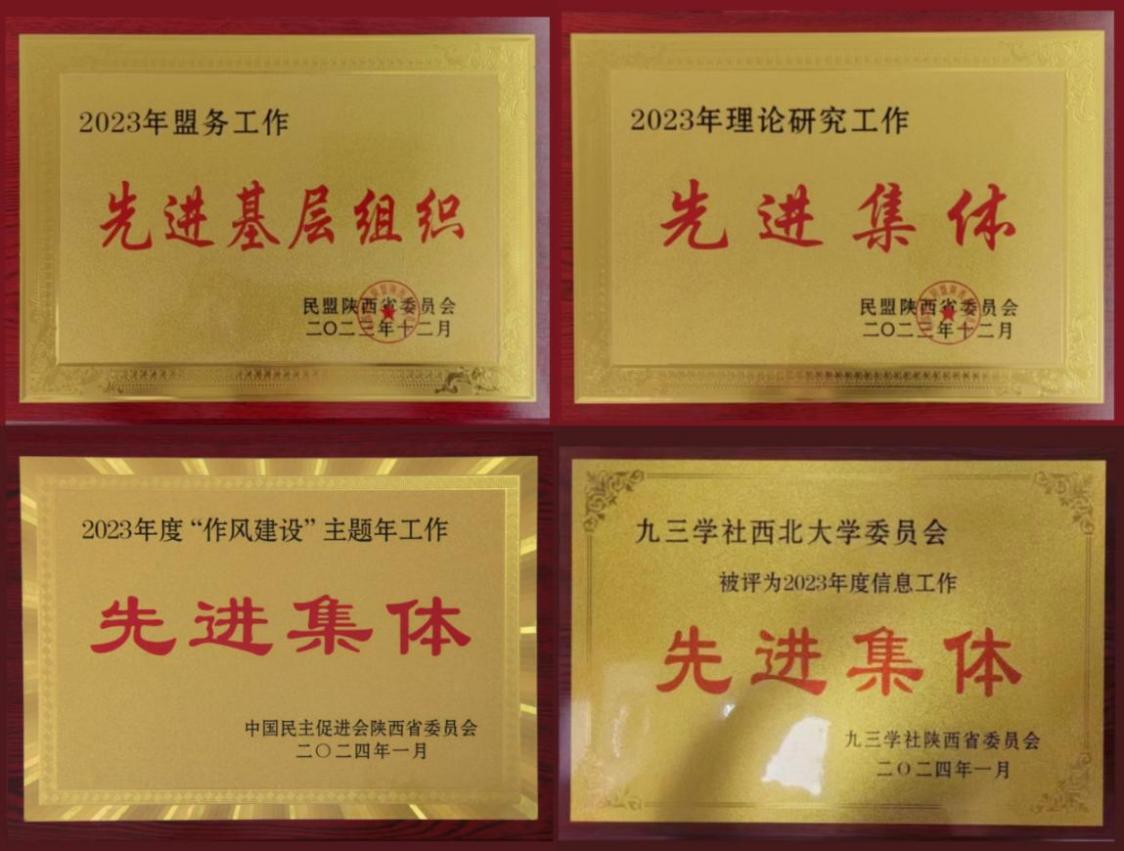 2023年盟务工作
先进基层组织
民盟陕西省委员会
二〇二三年十二月
2023年理论研究工作
先进集体
民盟陕西省委员会
二〇二三年十二月
2023年度“作风建设”主题年工作
先进集体
中国民主促进会陕西省委员会
二〇二四年一月
九三学社西北大学委员会
被评为2023年度信息工作
先进集体
九三学社陕西省委员会
二〇二四年一月